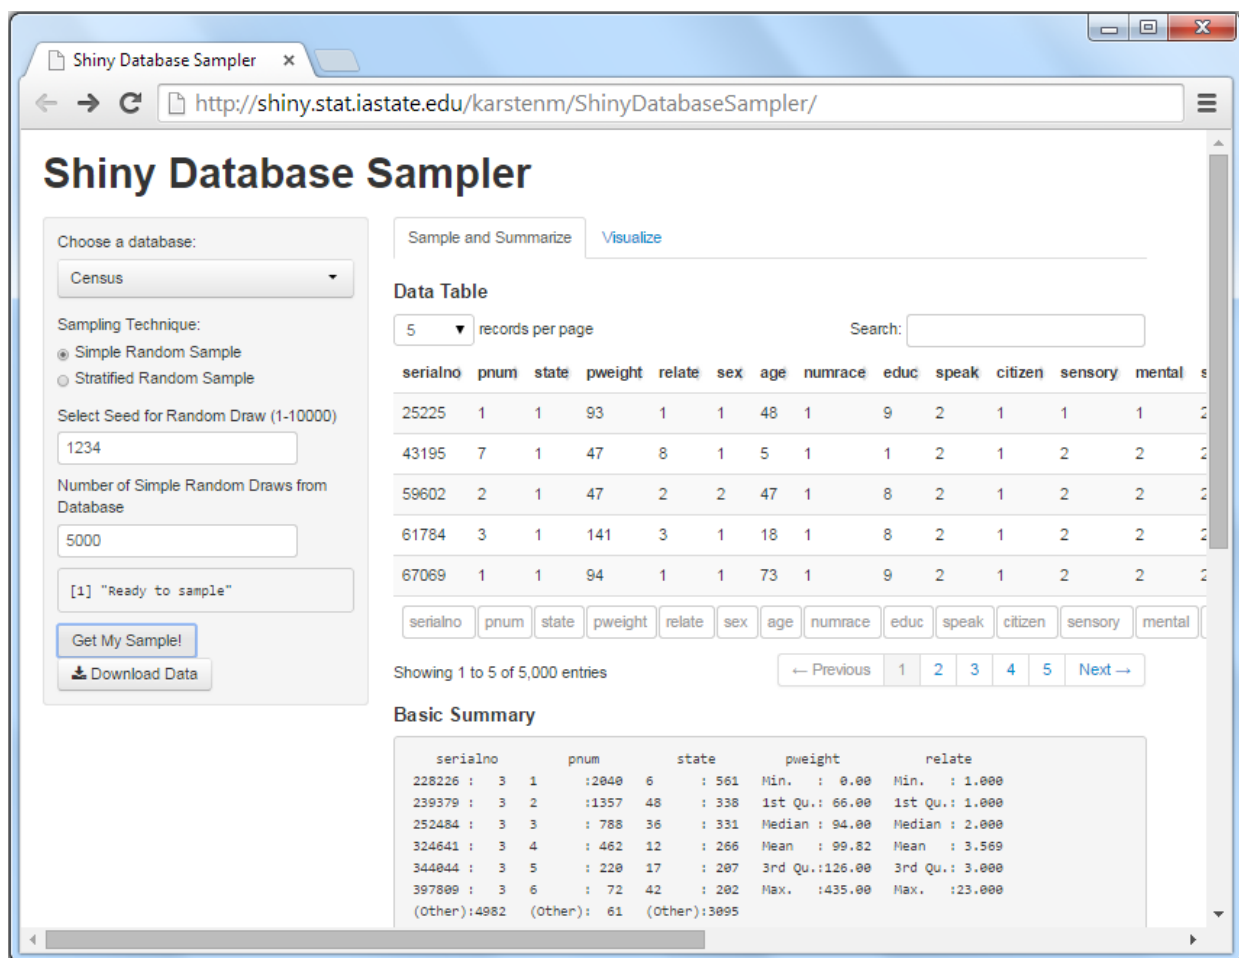 Shiny Database Sampler
http://shiny.stat.iastate.edu/karstenm/ShinyDatabaseSampler/
Shiny Database Sampler
Choose a database:
Census
Sampling Technique:
Simple Random Sample
Stratified Random Sample
Select Seed for Random Draw (1-10000)
1234
Number of Simple Random Draws from
Database
5000
[1] "Ready to sample"
Get My Sample!
Download Data
Sample and Summarize Visualize
Data Table
5 records per page Search:
serialno pnum state pweight relate sex age numrace educ speak citizen sensory mental s
25225 1 1 93 1 1 48 1 9 2 1 1 1 2
43195 7 1 47 8 1 5 1 1 2 1 2 2 2
59602 2 1 47 2 2 47 1 8 2 1 2 2 2
61784 3 1 141 3 1 18 1 8 2 1 2 2 2
67069 1 1 94 1 1 73 1 9 2 1 2 2 2
serialno pnum state pweight relate sex age numrace educ speak citizen sensory mental
Showing 1 to 5 of 5,000 entries ← Previous 1 2 3 4 5 Next →
Basic Summary
serialno pnum state pweight relate
228226 : 3 1 :2040 6 : 561 Min. : 0.00 Min. : 1.000
239379 : 3 2 :1357 48 : 338 1st Qu.: 66.00 1st Qu.: 1.000
252484 : 3 3 : 788 36 : 331 Median : 94.00 Median : 2.000
324641 : 3 4 : 462 12 : 266 Mean : 99.82 Mean : 3.569
344044 : 3 5 : 220 17 : 207 3rd Qu.:126.00 3rd Qu.: 3.000
397809 : 3 6 : 72 42 : 202 Max. :435.00 Max. :23.000
(Other):4982 (Other): 61 (Other):3095